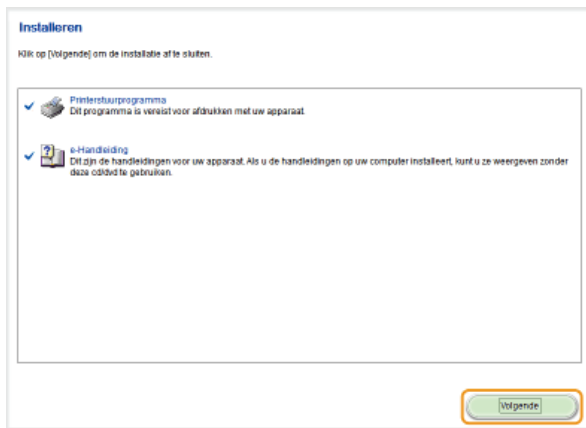 Installeren
Klik op [Volgende] om de installatie af te sluiten.
Printerstuurprogramma
Dit programma is vereist voor afdrukken met uw apparaat.
e-Handleiding
Dit zijn de handleidingen voor uw apparaat. Als u de handleidingen op uw computer installeert, kunt u ze weergeven zonder
deze cd/dvd te gebruiken.
Volgende